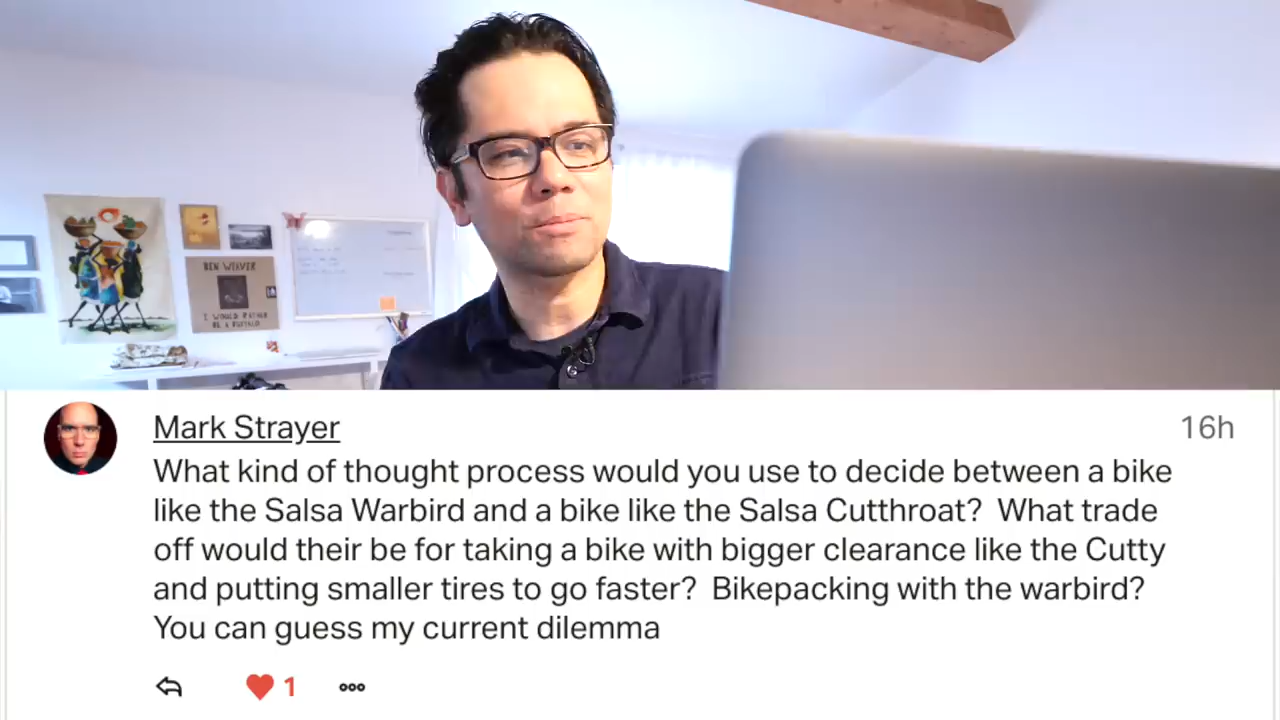 BEN WEAVER
I WOULD RATHER
BE A BUFFALO
Mark Strayer
16h
What kind of thought process would you use to decide between a bike
like the Salsa Warbird and a bike like the Salsa Cutthroat?  What trade
off would their be for taking a bike with bigger clearance like the Cutty
and putting smaller tires to go faster?  Bikepacking with the warbird?
You can guess my current dilemma
1